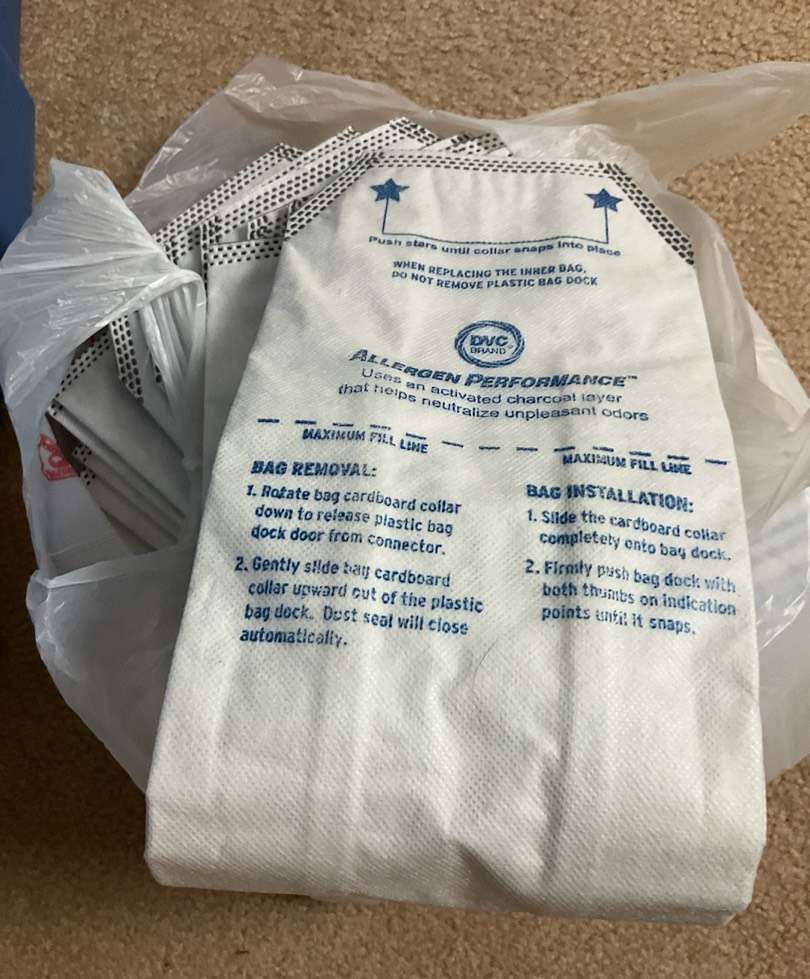 Push stars until collar snaps into place
WHEN REPLACING THE INNER BAG,
DO NOT REMOVE PLASTIC BAG DOCK
DVC®
BRAND
ALLERGEN PERFORMANCE™
Uses an activated charcoal layer
that helps neutralize unpleasant odors
MAXIMUM FILL LINE
MAXIMUM FILL LINE
BAG REMOVAL:
1. Rotate bag cardboard collar
down to release plastic bag
dock door from connector.
2. Gently slide bag cardboard
collar upward out of the plastic
bag dock. Dust seal will close
automatically.
BAG INSTALLATION:
1. Slide the cardboard collar
completely onto bag dock.
2. Firmly push bag dock with
both thumbs on indication
points until it snaps.